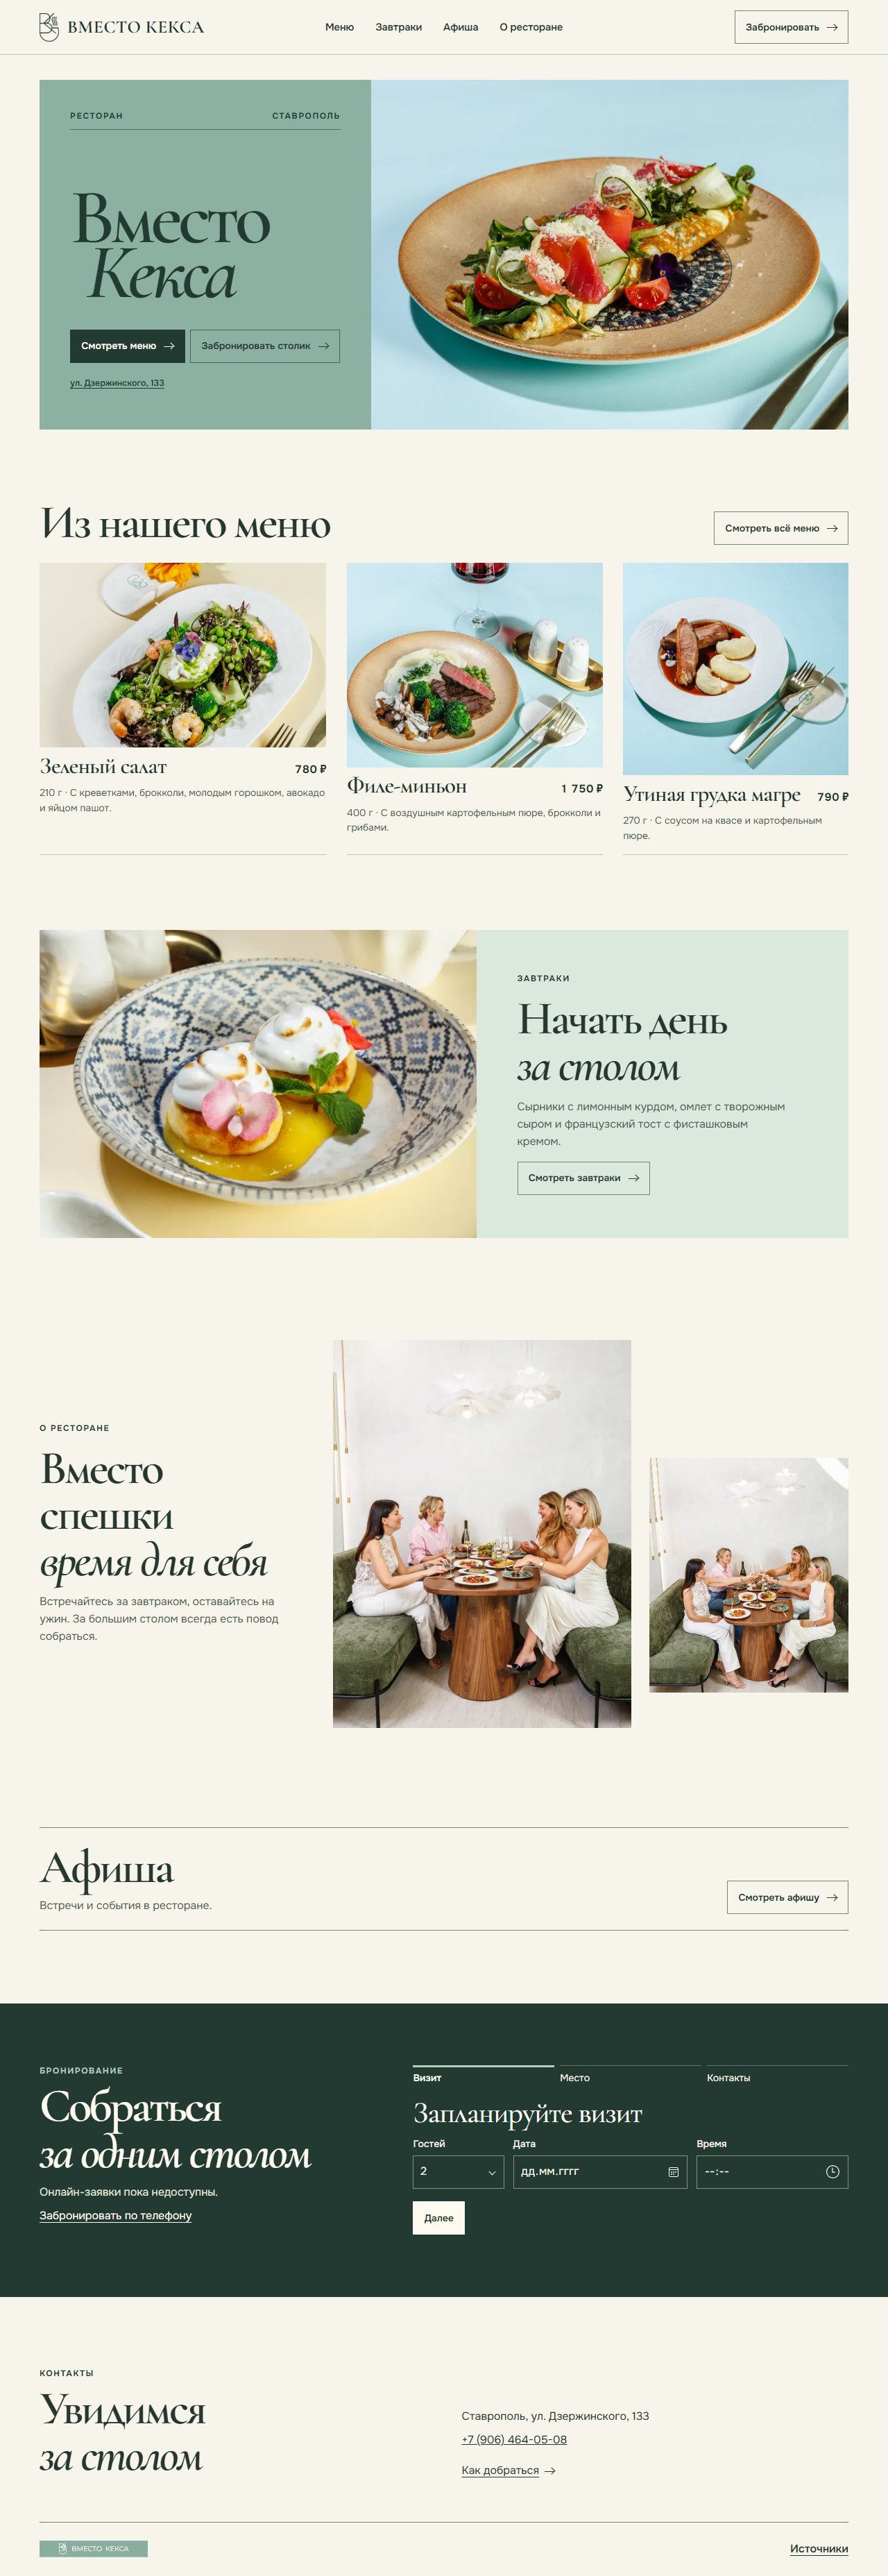 ВМЕСТО КЕКСА
Меню
Завтраки
Афиша
О ресторане
Забронировать
РЕСТОРАН
СТАВРОПОЛЬ
Вместо
Кекса
Смотреть меню
Забронировать столик
ул. Дзержинского, 133
Из нашего меню
Смотреть всё меню
Зеленый салат
780 ₽
210 г · С креветками, брокколи, молодым горошком, авокадо
и яйцом пашот.
Филе-миньон
1 750 ₽
400 г · С воздушным картофельным пюре, брокколи и
грибами.
Утиная грудка магре
790 ₽
270 г · С соусом на квасе и картофельным
пюре.
ЗАВТРАКИ
Начать день
за столом
Сырники с лимонным курдом, омлет с творожным
сыром и французский тост с фисташковым
кремом.
Смотреть завтраки
О РЕСТОРАНЕ
Вместо
спешки
время для себя
Встречайтесь за завтраком, оставайтесь на
ужин. За большим столом всегда есть повод
собраться.
Афиша
Встречи и события в ресторане.
Смотреть афишу
БРОНИРОВАНИЕ
Собраться
за одним столом
Онлайн-заявки пока недоступны.
Забронировать по телефону
Визит
Место
Контакты
Запланируйте визит
Гостей
Дата
Время
2
дд.мм.гггг
--:--
Далее
КОНТАКТЫ
Увидимся
за столом
Ставрополь, ул. Дзержинского, 133
+7 (906) 464-05-08
Как добраться
ВМЕСТО КЕКСА
Источники